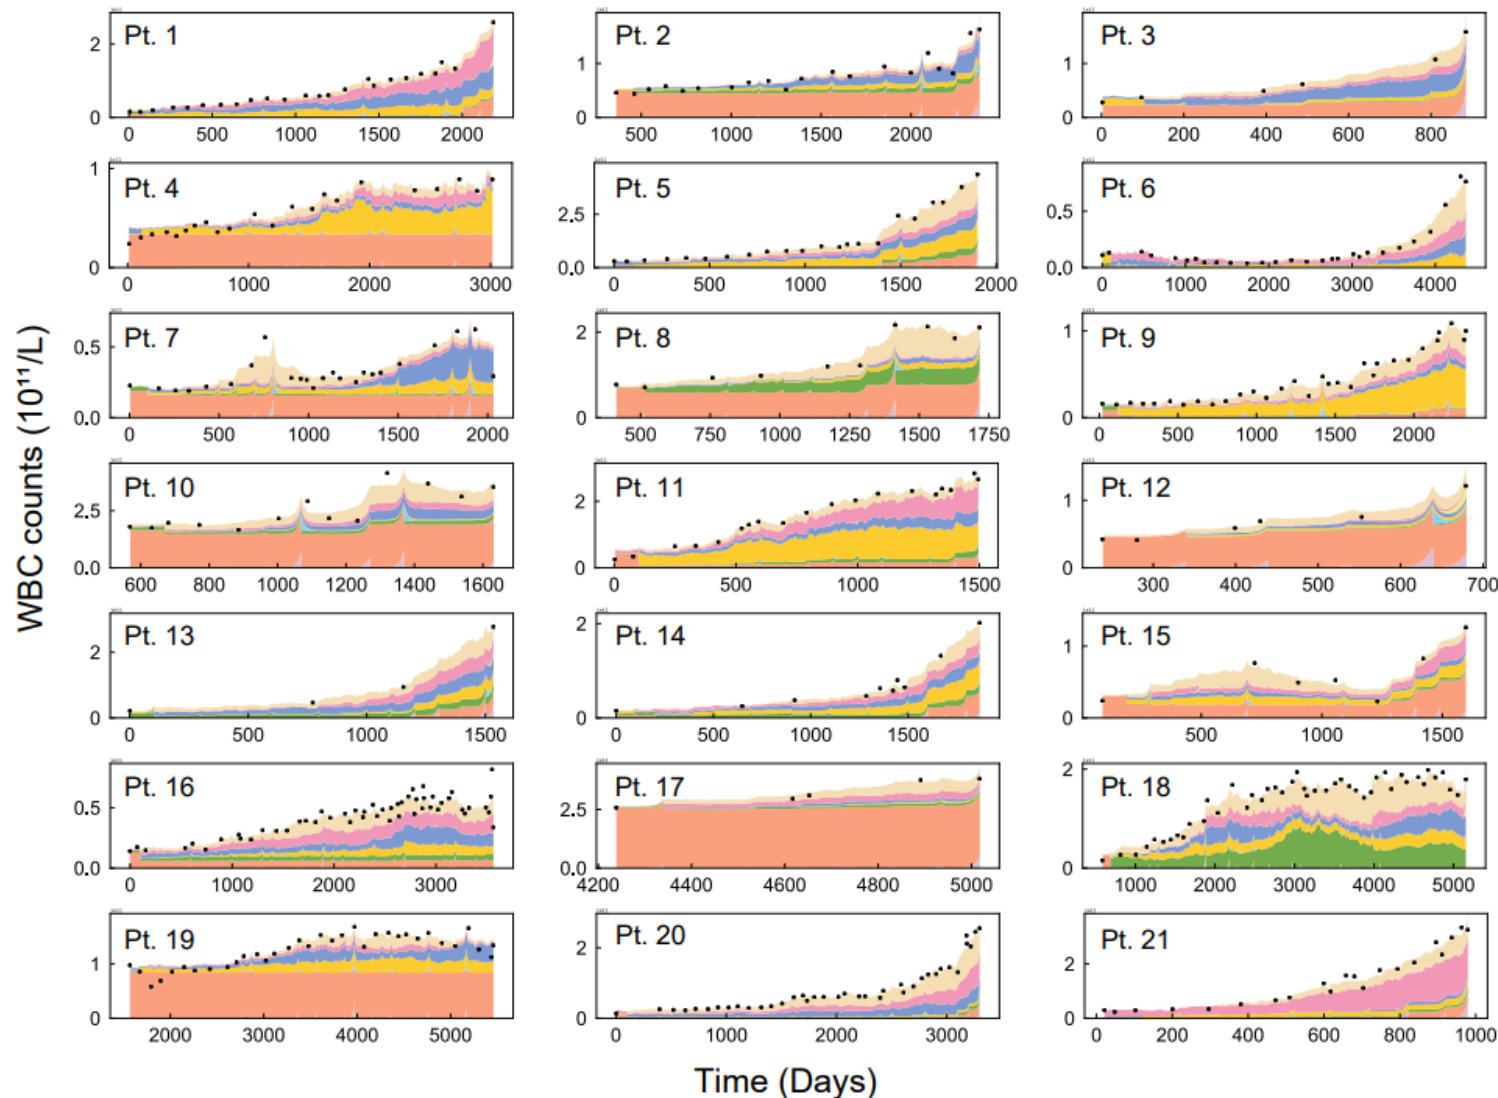 Pt. 1
2
0
0 500 1000 1500 2000
Pt. 2
1
0
500 1000 1500 2000
Pt. 3
1
0
0 200 400 600 800
Pt. 4
1
0
0 1000 2000 3000
Pt. 5
2.5
0.0
0 500 1000 1500 2000
Pt. 6
0.5
0.0
0 1000 2000 3000 4000
Pt. 7
0.5
0.0
0 500 1000 1500 2000
Pt. 8
2
0
500 750 1000 1250 1500 1750
Pt. 9
1
0
0 500 1000 1500 2000
WBC counts (10¹¹/L)
Pt. 10
2.5
0.0
600 800 1000 1200 1400 1600
Pt. 11
2
0
0 500 1000 1500
Pt. 12
1
0
300 400 500 600 700
Pt. 13
2
0
0 500 1000 1500
Pt. 14
2
0
0 500 1000 1500
Pt. 15
1
0
500 1000 1500
Pt. 16
0.5
0.0
0 1000 2000 3000
Pt. 17
2.5
0.0
4200 4400 4600 4800 5000
Pt. 18
2
1
0
1000 2000 3000 4000 5000
Pt. 19
1
0
2000 3000 4000 5000
Pt. 20
2
0
0 1000 2000 3000
Pt. 21
2
0
0 200 400 600 800 1000
Time (Days)